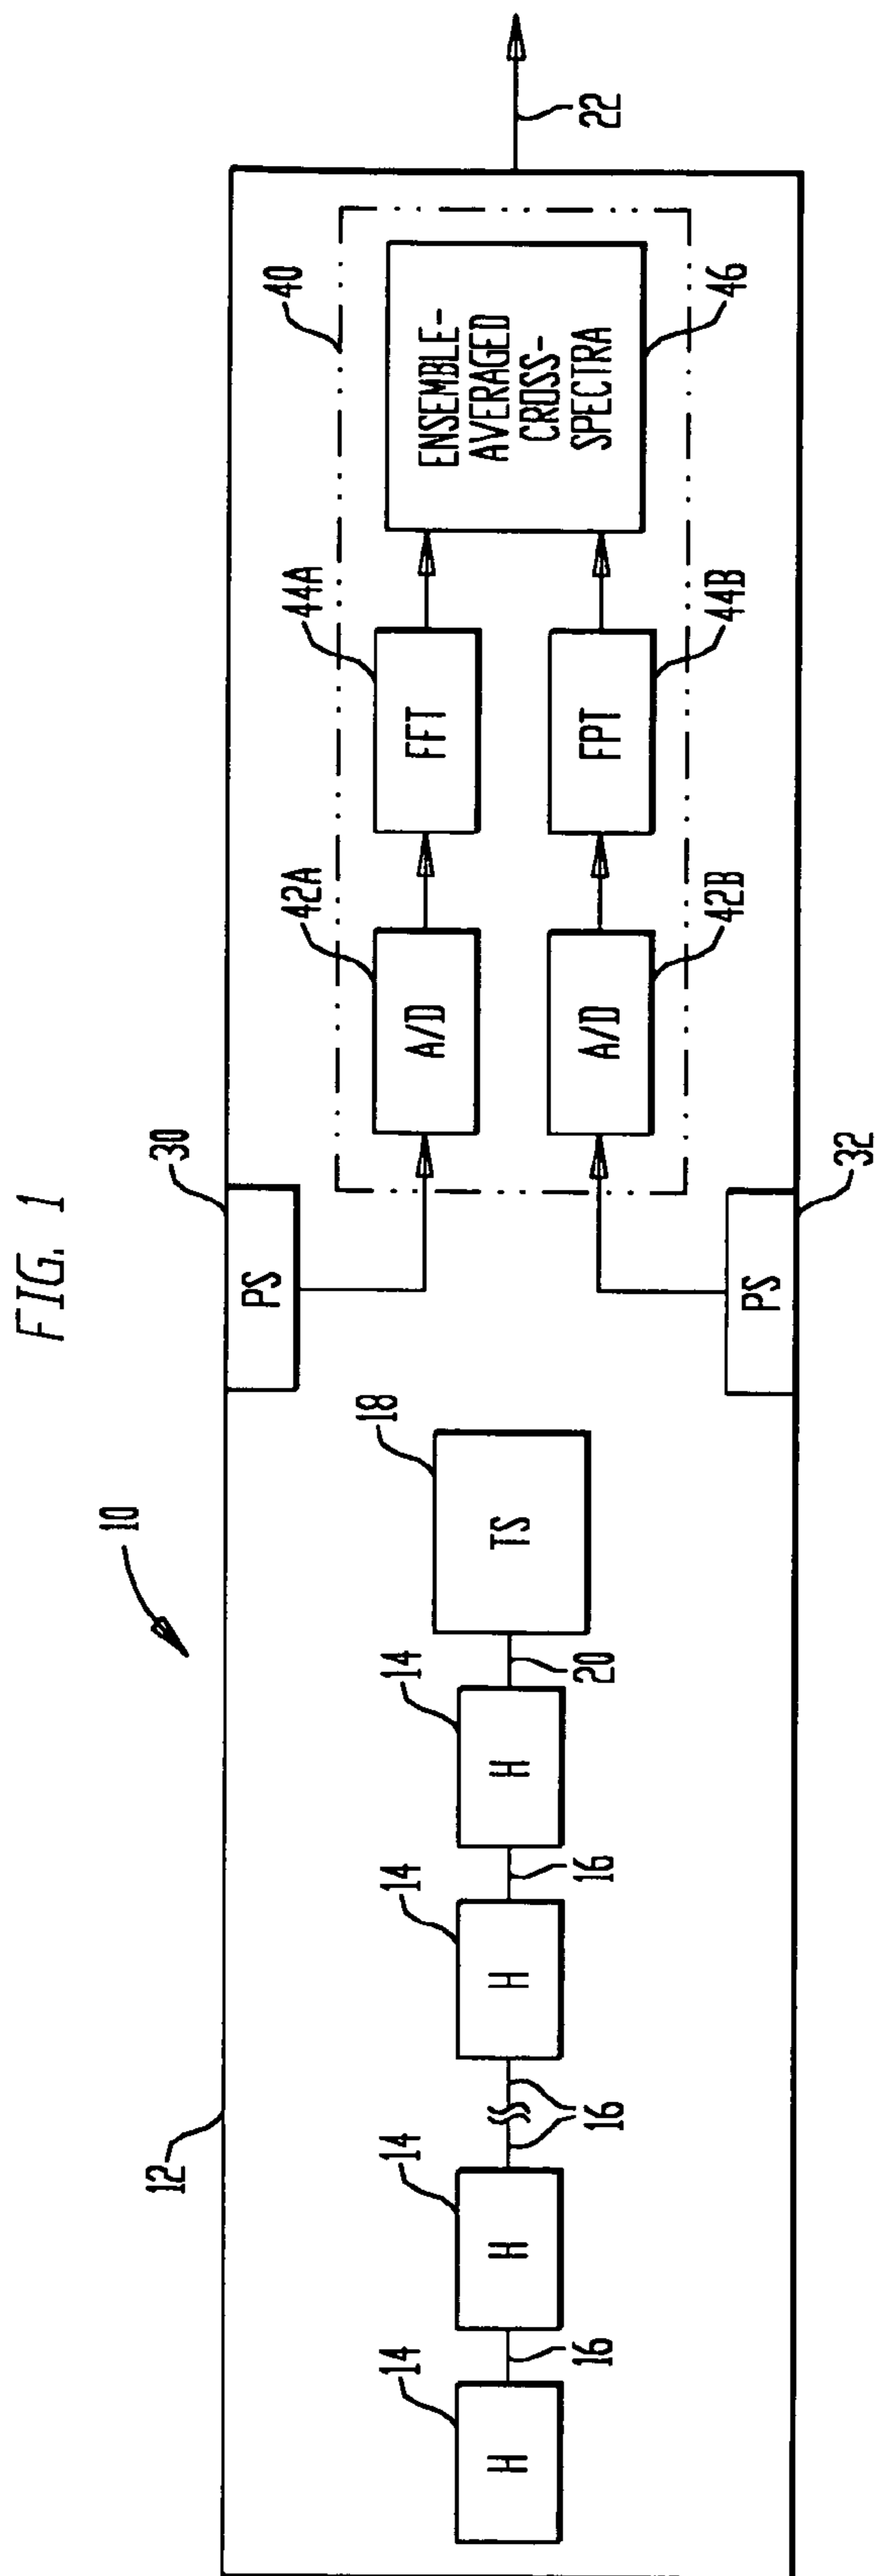 FIG. 1
10
12
30
40
42A
44A
PS
A/D
FFT
ENSEMBLE-
AVERAGED
CROSS-
SPECTRA
22
14
14
14
14
18
H
H
H
H
TS
16
16
16
20
A/D
FPT
42B
44B
46
PS
32